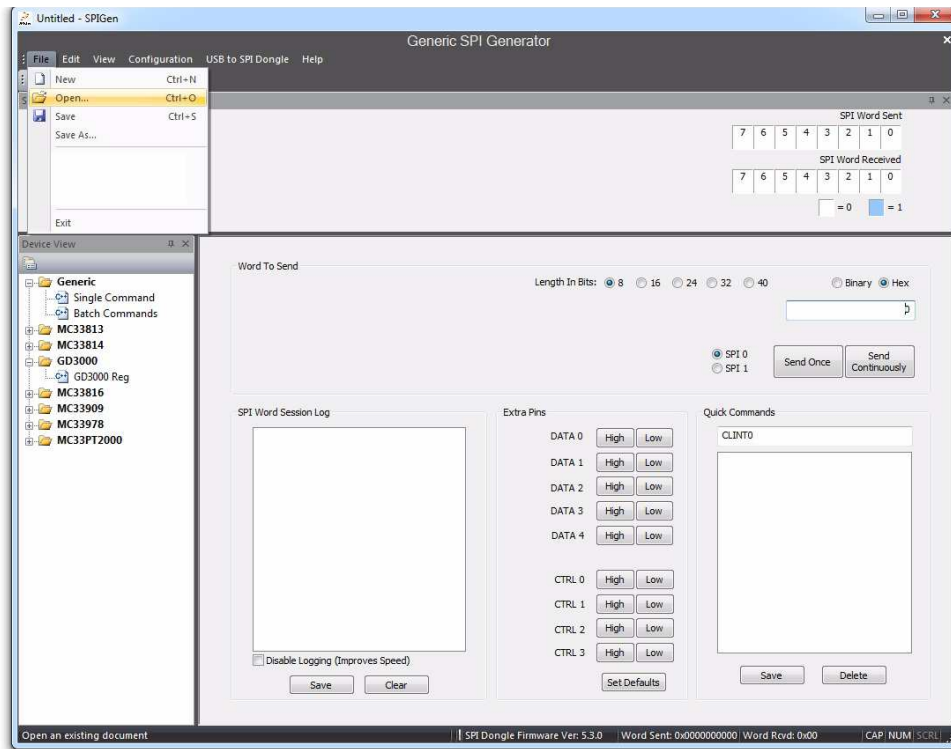 Untitled - SPIGen
Generic SPI Generator
File Edit View Configuration USB to SPI Dongle Help
New Ctrl+N
Open... Ctrl+O
Save Ctrl+S
Save As...
Exit
SPI Word Sent
7 6 5 4 3 2 1 0
SPI Word Received
7 6 5 4 3 2 1 0
= 0 = 1
Device View
Generic
Single Command
Batch Commands
MC33813
MC33814
GD3000
GD3000 Reg
MC33816
MC33909
MC33978
MC33PT2000
Word To Send
Length In Bits: 8 16 24 32 40 Binary Hex
SPI 0
SPI 1
Send Once
Send Continuously
SPI Word Session Log
Disable Logging (Improves Speed)
Save Clear
Extra Pins
DATA 0 High Low
DATA 1 High Low
DATA 2 High Low
DATA 3 High Low
DATA 4 High Low
CTRL 0 High Low
CTRL 1 High Low
CTRL 2 High Low
CTRL 3 High Low
Set Defaults
Quick Commands
CLINT0
Save Delete
Open an existing document
SPI Dongle Firmware Ver: 5.3.0 Word Sent: 0x0000000000 Word Rcvd: 0x00 CAP NUM SCRL